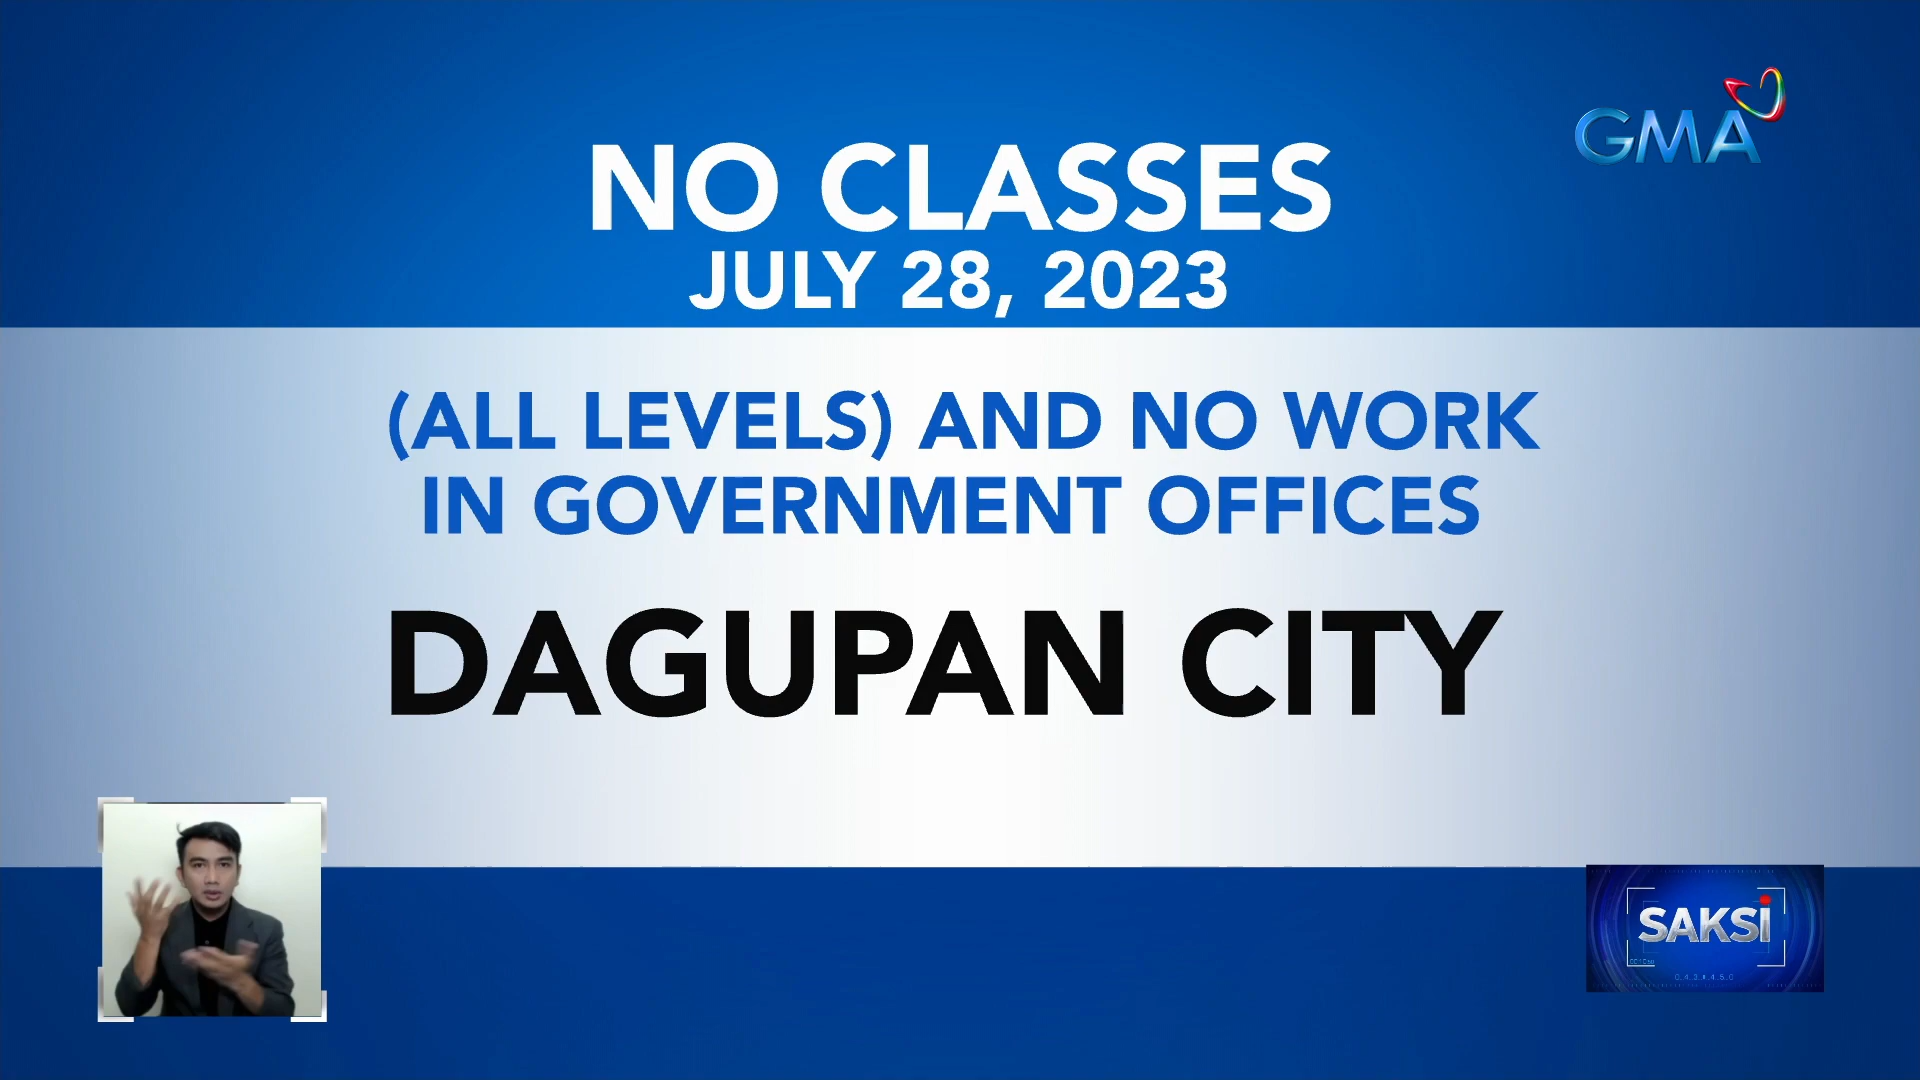 GMA
NO CLASSES
JULY 28, 2023
(ALL LEVELS) AND NO WORK
IN GOVERNMENT OFFICES
DAGUPAN CITY
SAKSI